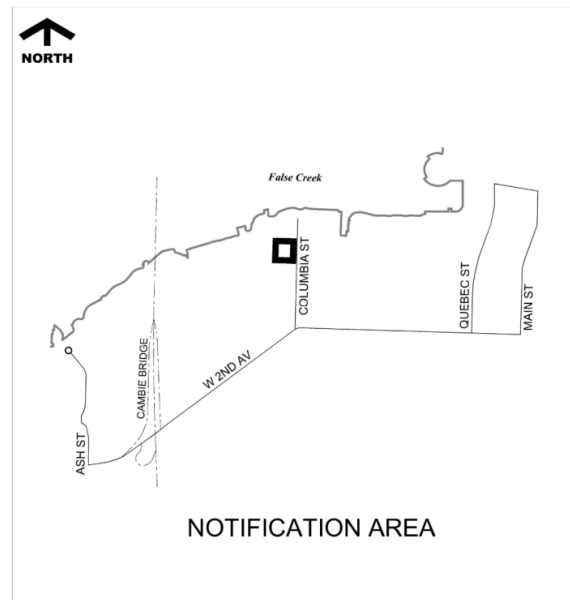 NORTH
False Creek
COLUMBIA ST
QUEBEC ST
MAIN ST
CAMBIE BRIDGE
W 2ND AV
ASH ST
NOTIFICATION AREA